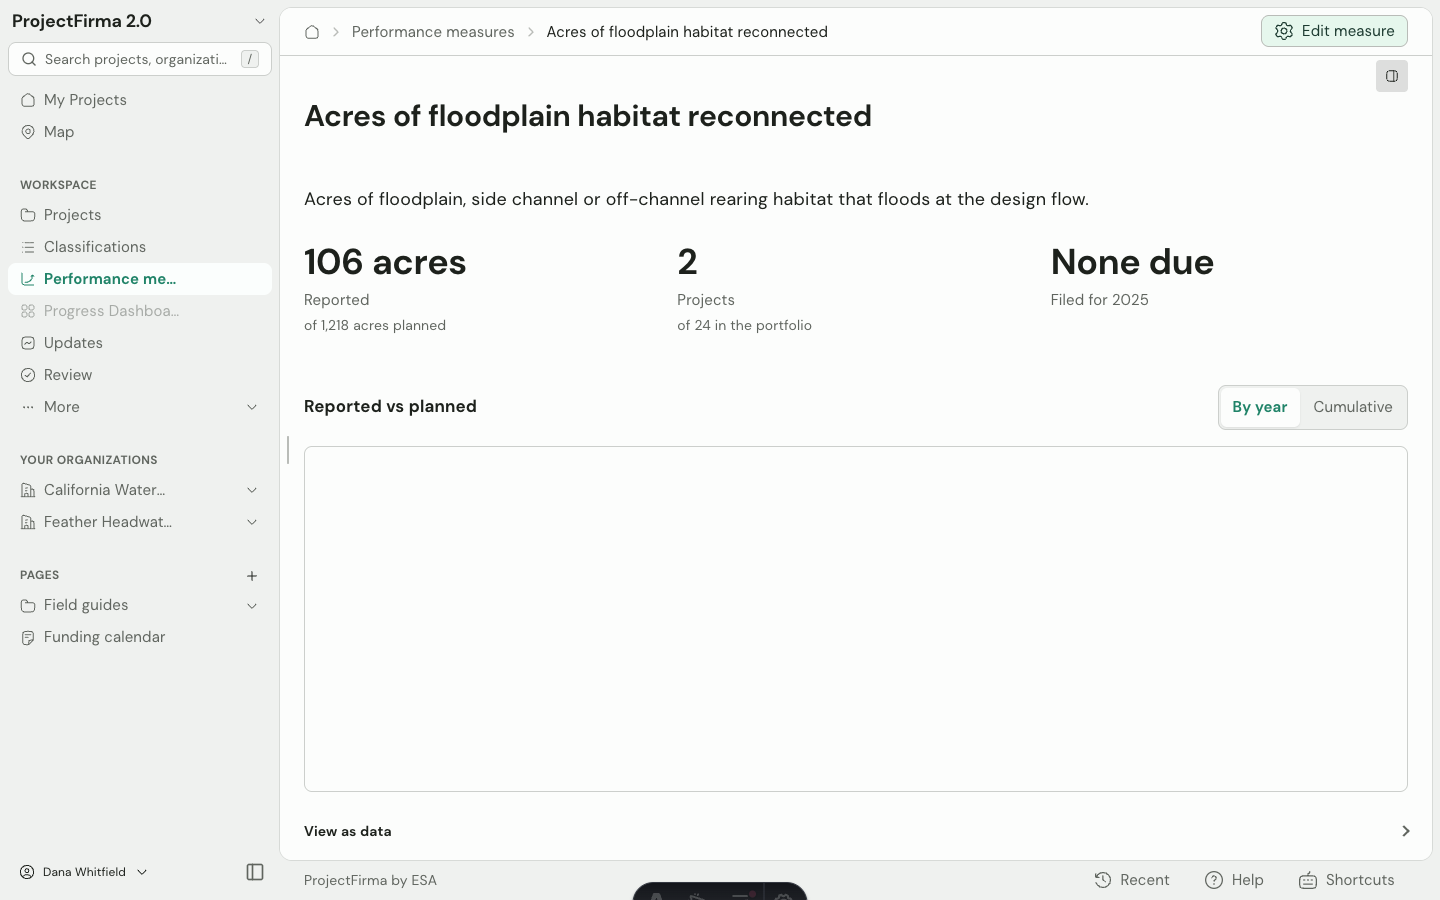 ProjectFirma 2.0
Search projects, organizati... /
My Projects
Map
WORKSPACE
Projects
Classifications
Performance me...
Progress Dashboa...
Updates
Review
More
YOUR ORGANIZATIONS
California Water...
Feather Headwat...
PAGES
Field guides
Funding calendar
Dana Whitfield
Performance measures
Acres of floodplain habitat reconnected
Edit measure
Acres of floodplain habitat reconnected
Acres of floodplain, side channel or off-channel rearing habitat that floods at the design flow.
106 acres
Reported
of 1,218 acres planned
2
Projects
of 24 in the portfolio
None due
Filed for 2025
Reported vs planned
By year
Cumulative
View as data
ProjectFirma by ESA
Recent
Help
Shortcuts